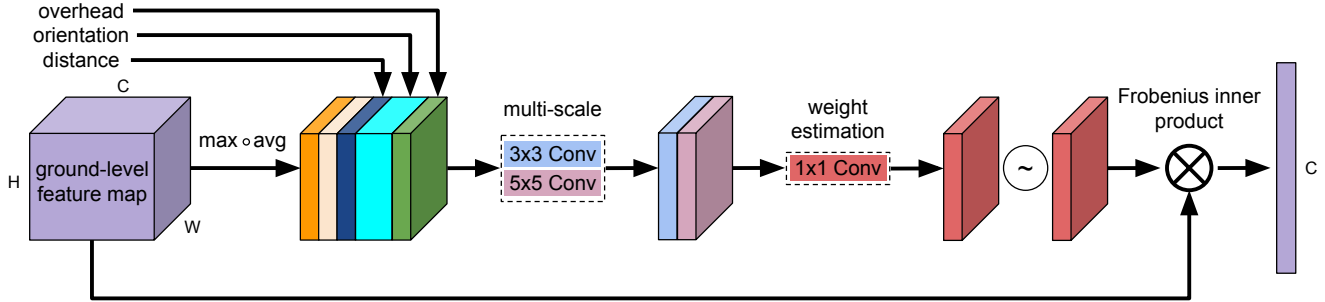 overhead
orientation
distance
C
H
ground-level
feature map
W
max ∘ avg
multi-scale
3x3 Conv
5x5 Conv
weight
estimation
1x1 Conv
~
Frobenius inner
product
C